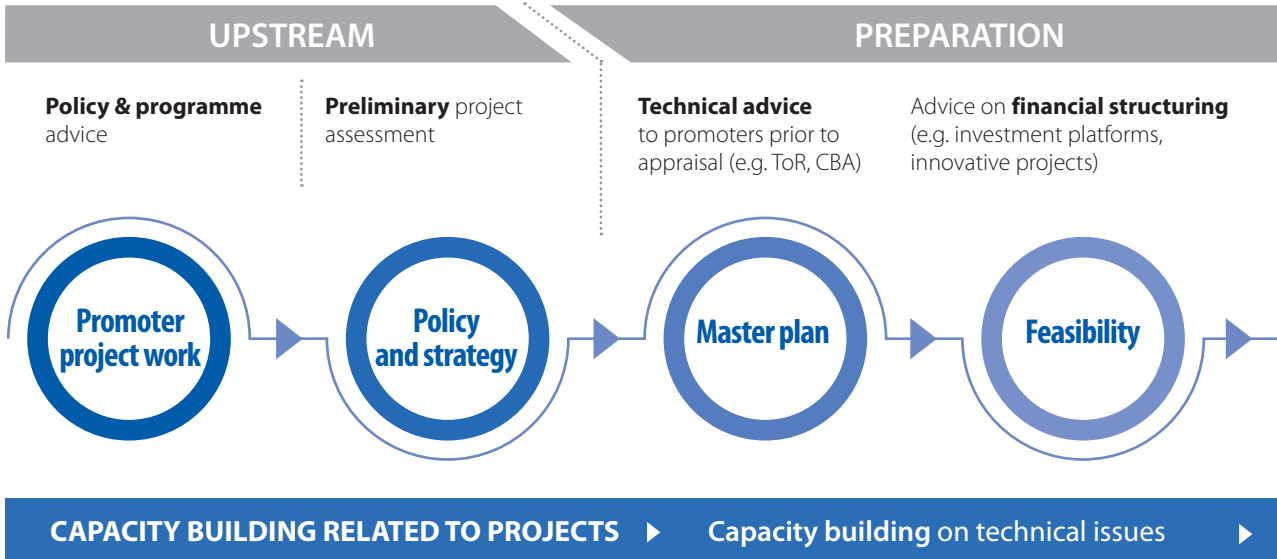 UPSTREAM
PREPARATION
Policy & programme
advice
Preliminary project
assessment
Technical advice
to promoters prior to
appraisal (e.g. ToR, CBA)
Advice on financial structuring
(e.g. investment platforms,
innovative projects)
Promoter
project work
Policy
and strategy
Master plan
Feasibility
CAPACITY BUILDING RELATED TO PROJECTS
Capacity building on technical issues